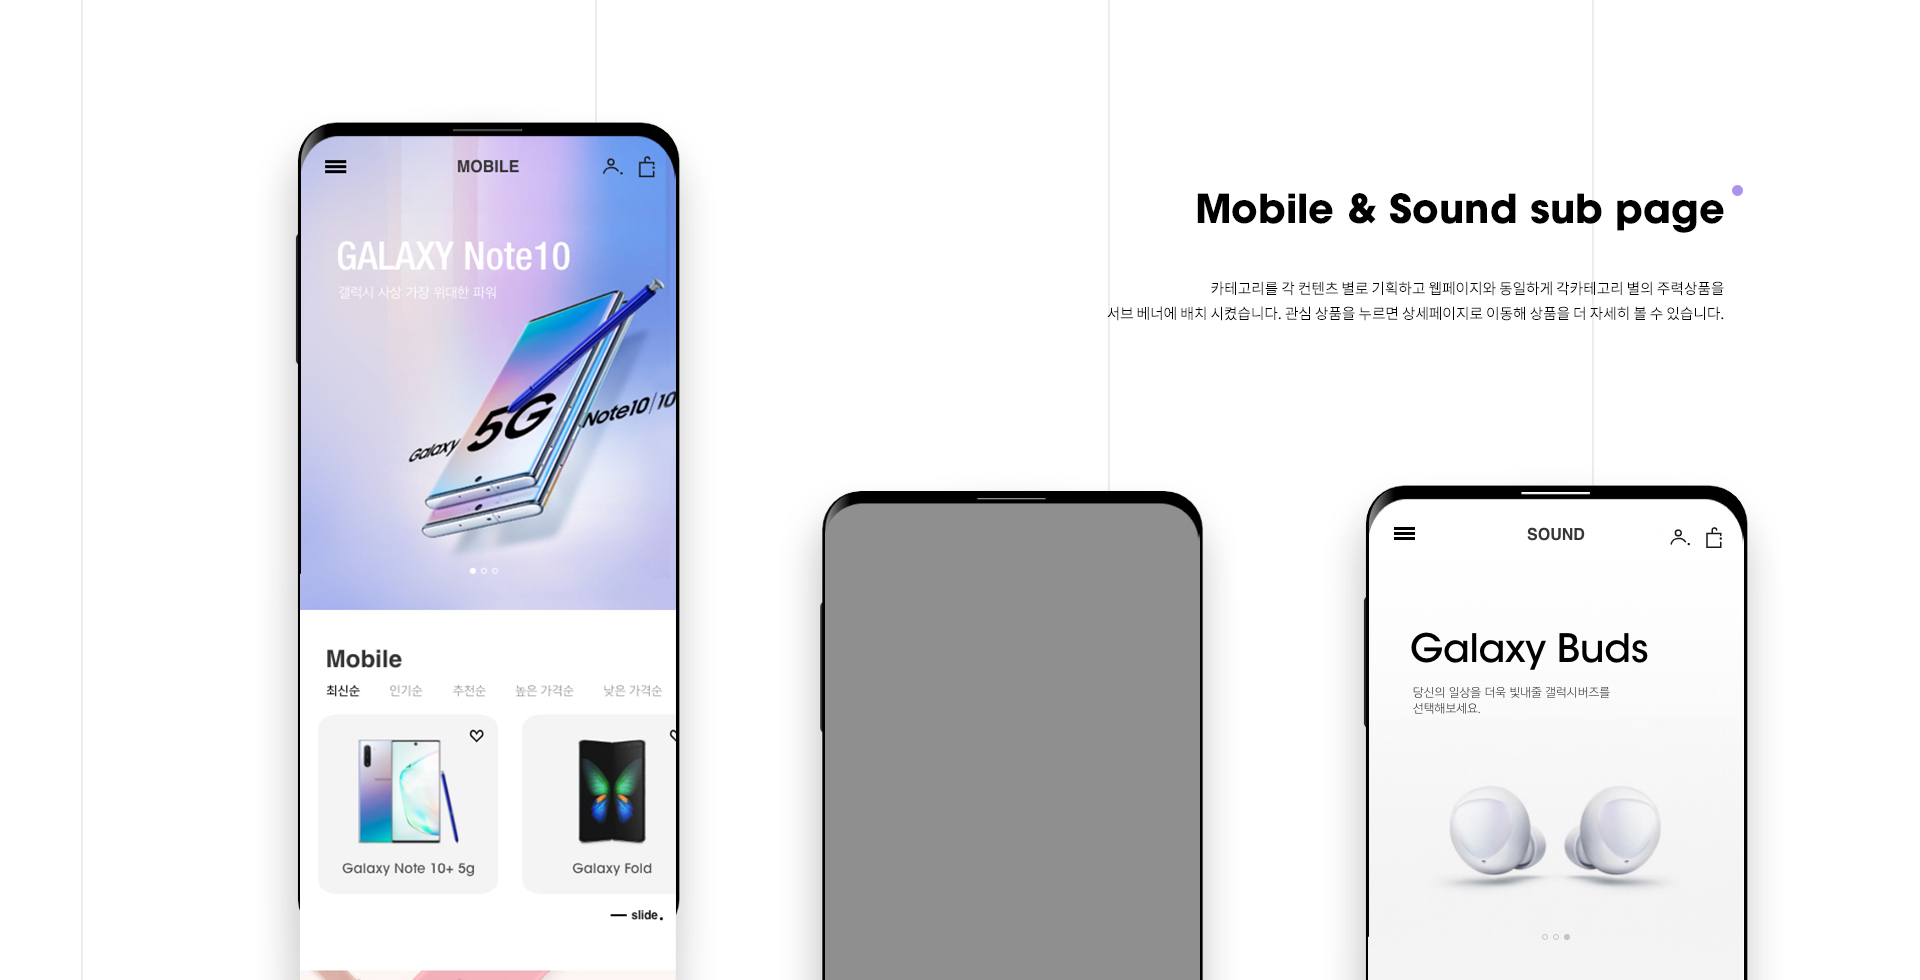 MOBILE
GALAXY Note10
갤럭시 사상 가장 위대한 파워
Galaxy 5G Note10/10
Mobile
최신순 인기순 추천순 높은 가격순 낮은 가격순
Galaxy Note 10+ 5g
Galaxy Fold
slide.
Mobile & Sound sub page
카테고리를 각 컨텐츠 별로 기획하고 웹페이지와 동일하게 각카테고리 별의 주력상품을
서브 베너에 배치 시켰습니다. 관심 상품을 누르면 상세페이지로 이동해 상품을 더 자세히 볼 수 있습니다.
SOUND
Galaxy Buds
당신의 일상을 더욱 빛내줄 갤럭시버즈를
선택해보세요.